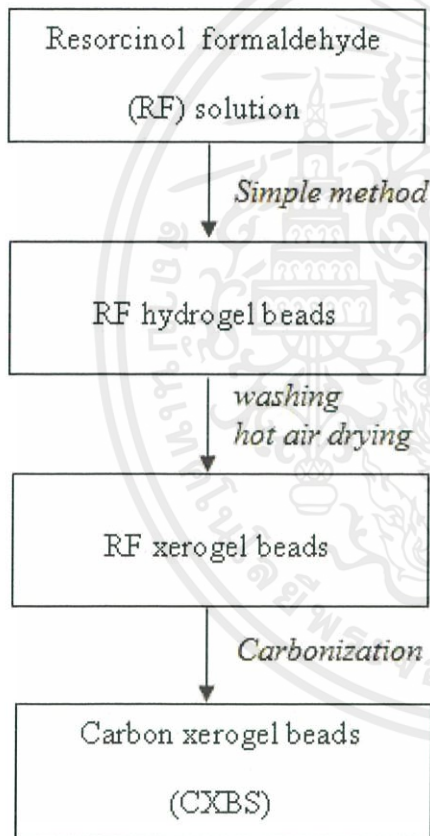 Resorcinol formaldehyde
(RF) solution
Simple method
RF hydrogel beads
washing
hot air drying
RF xerogel beads
Carbonization
Carbon xerogel beads
(CXBS)